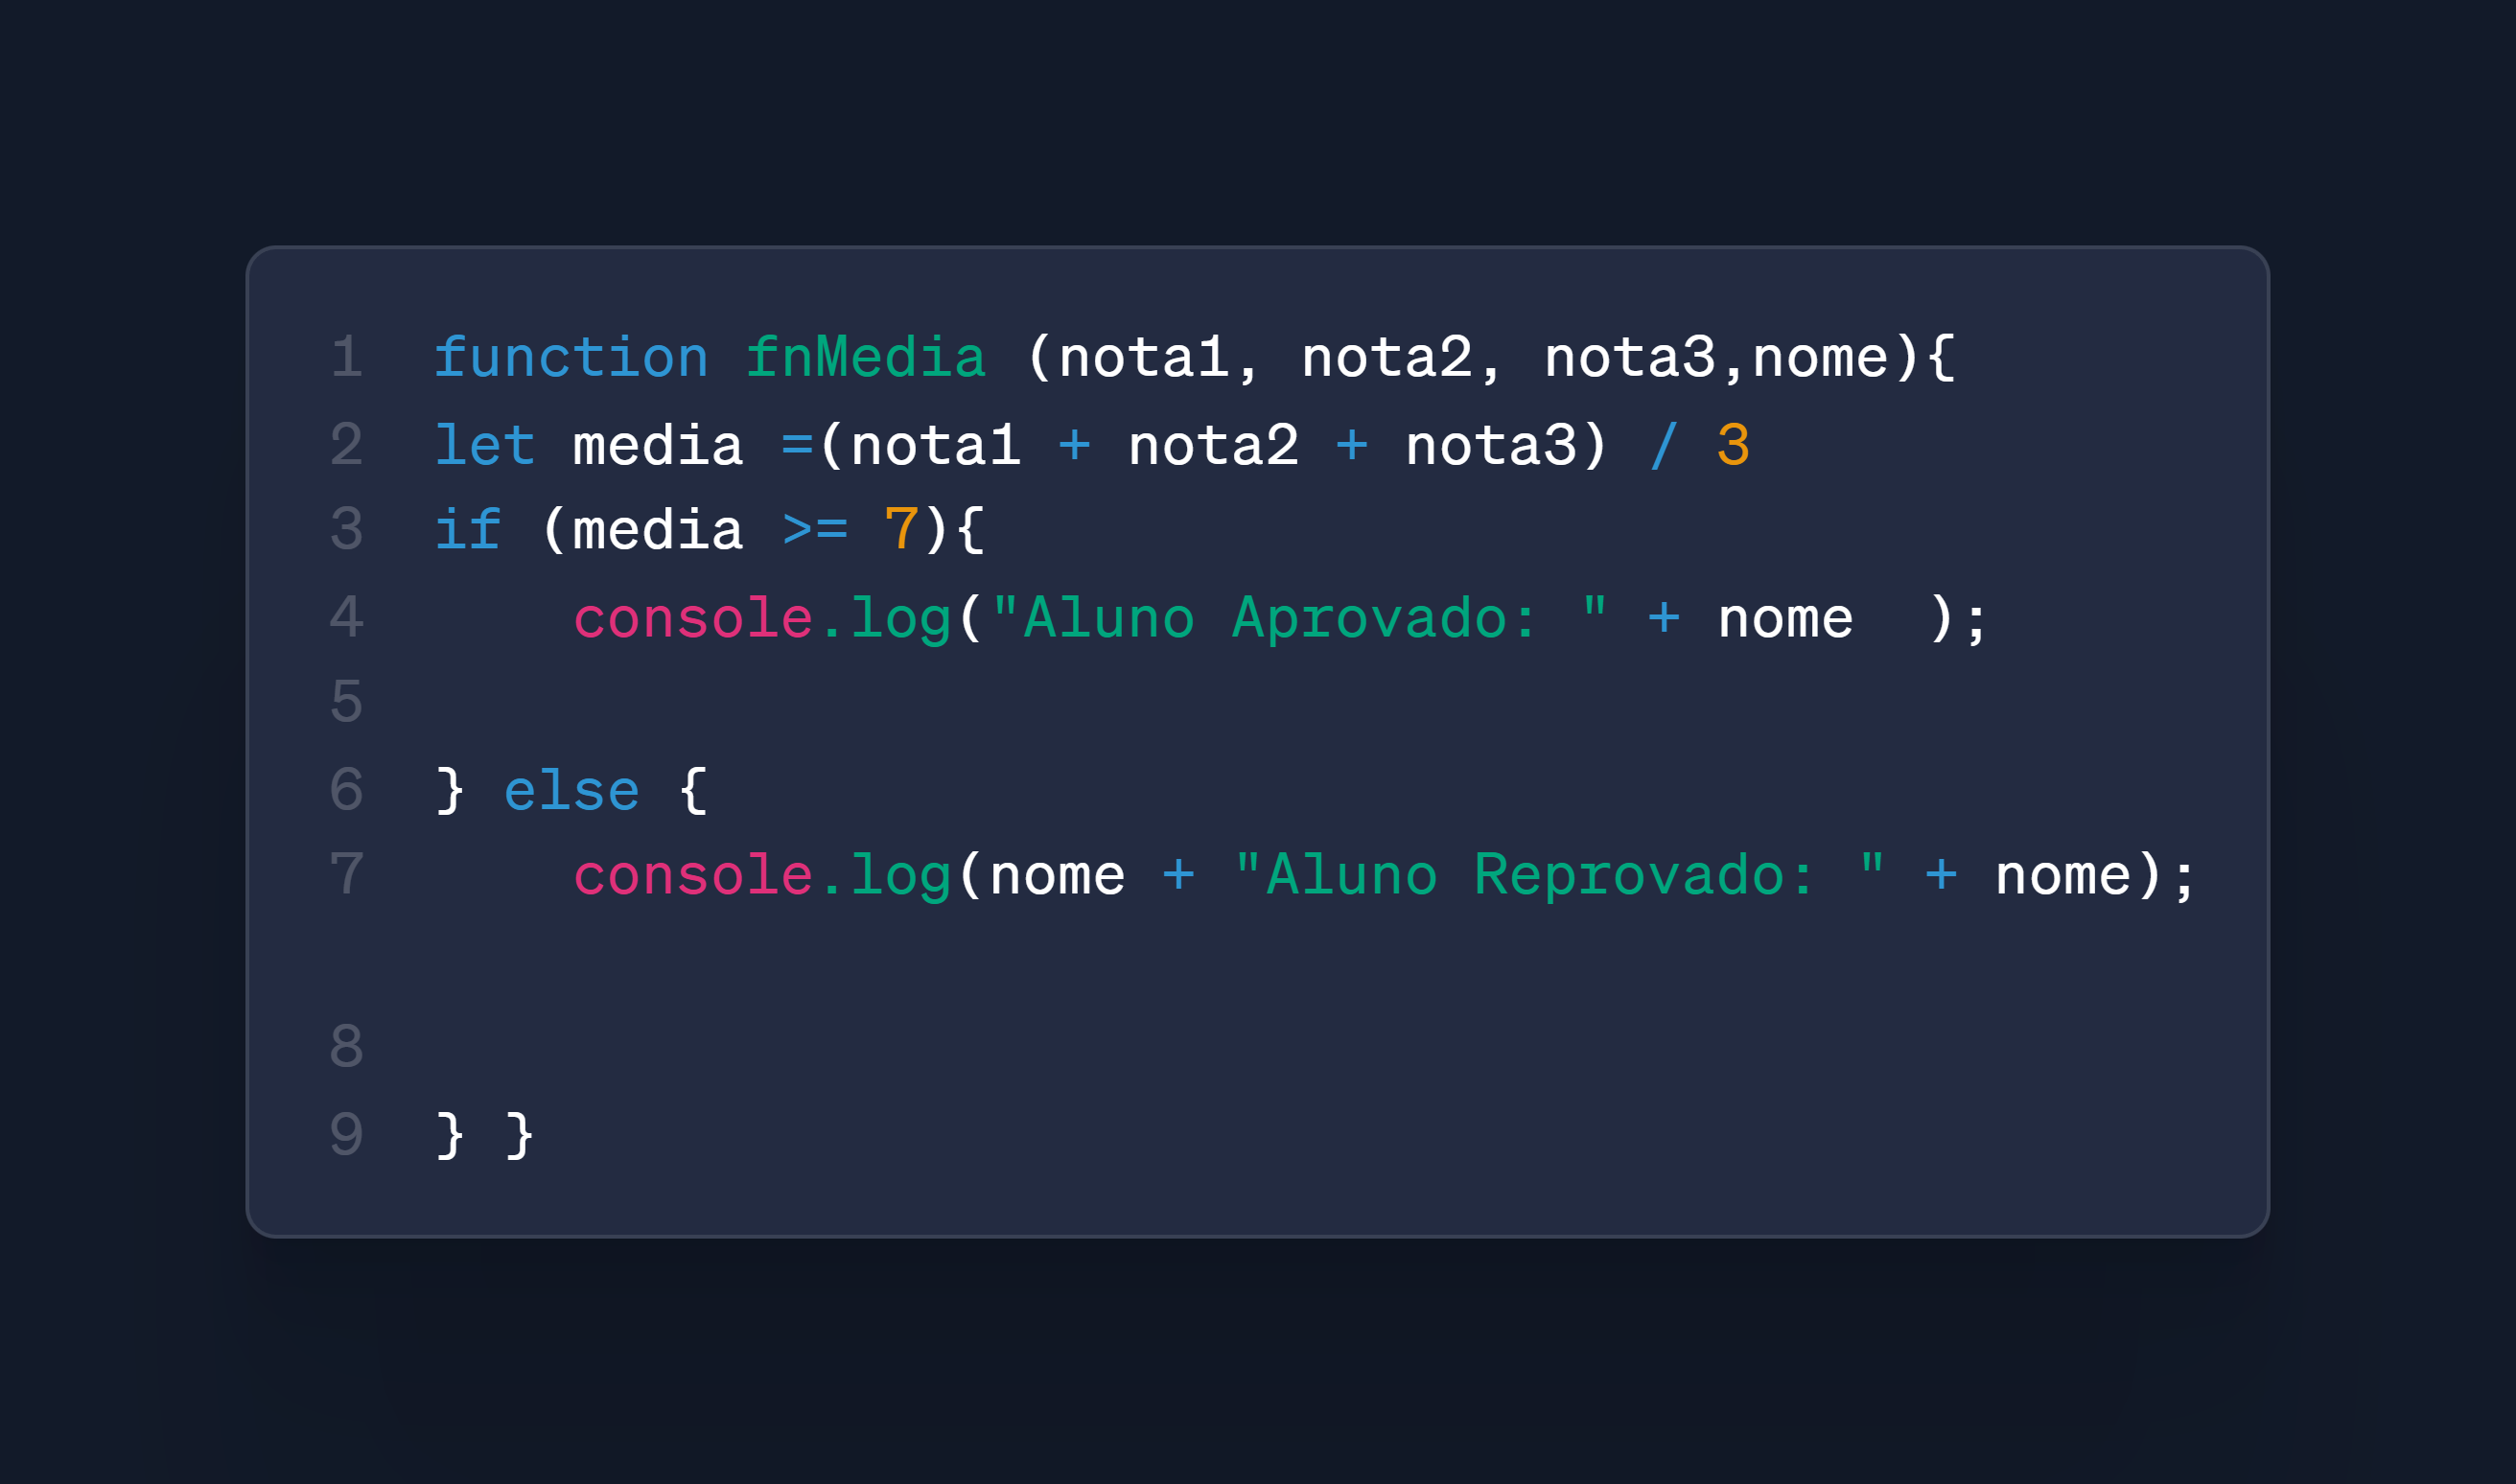 1 function fnMedia (nota1, nota2, nota3,nome){
2 let media =(nota1 + nota2 + nota3) / 3
3 if (media >= 7){
4     console.log("Aluno Aprovado: " + nome  );
5
6 } else {
7     console.log(nome + "Aluno Reprovado: " + nome);
8
9 } }